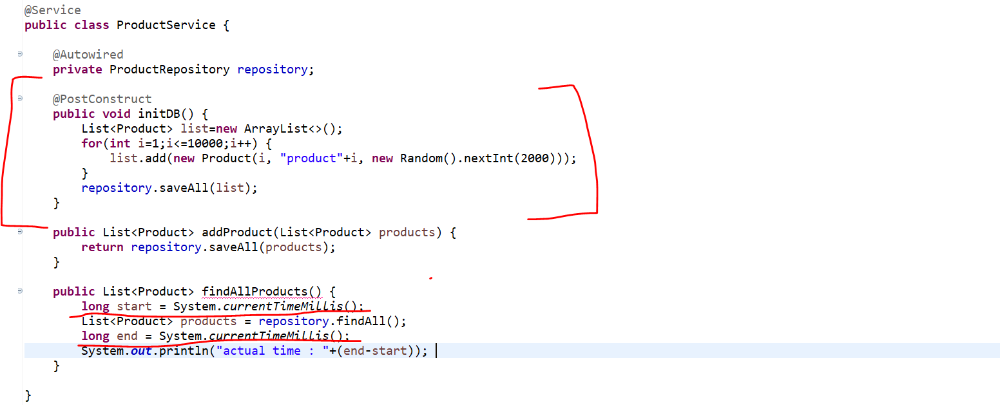 @Service
public class ProductService {
@Autowired
private ProductRepository repository;
@PostConstruct
public void initDB() {
List<Product> list=new ArrayList<>();
for(int i=1;i<=10000;i++) {
list.add(new Product(i, "product"+i, new Random().nextInt(2000)));
}
repository.saveAll(list);
}
public List<Product> addProduct(List<Product> products) {
return repository.saveAll(products);
}
public List<Product> findAllProducts() {
long start = System.currentTimeMillis();
List<Product> products = repository.findAll();
long end = System.currentTimeMillis();
System.out.println("actual time : "+(end-start));
}
}